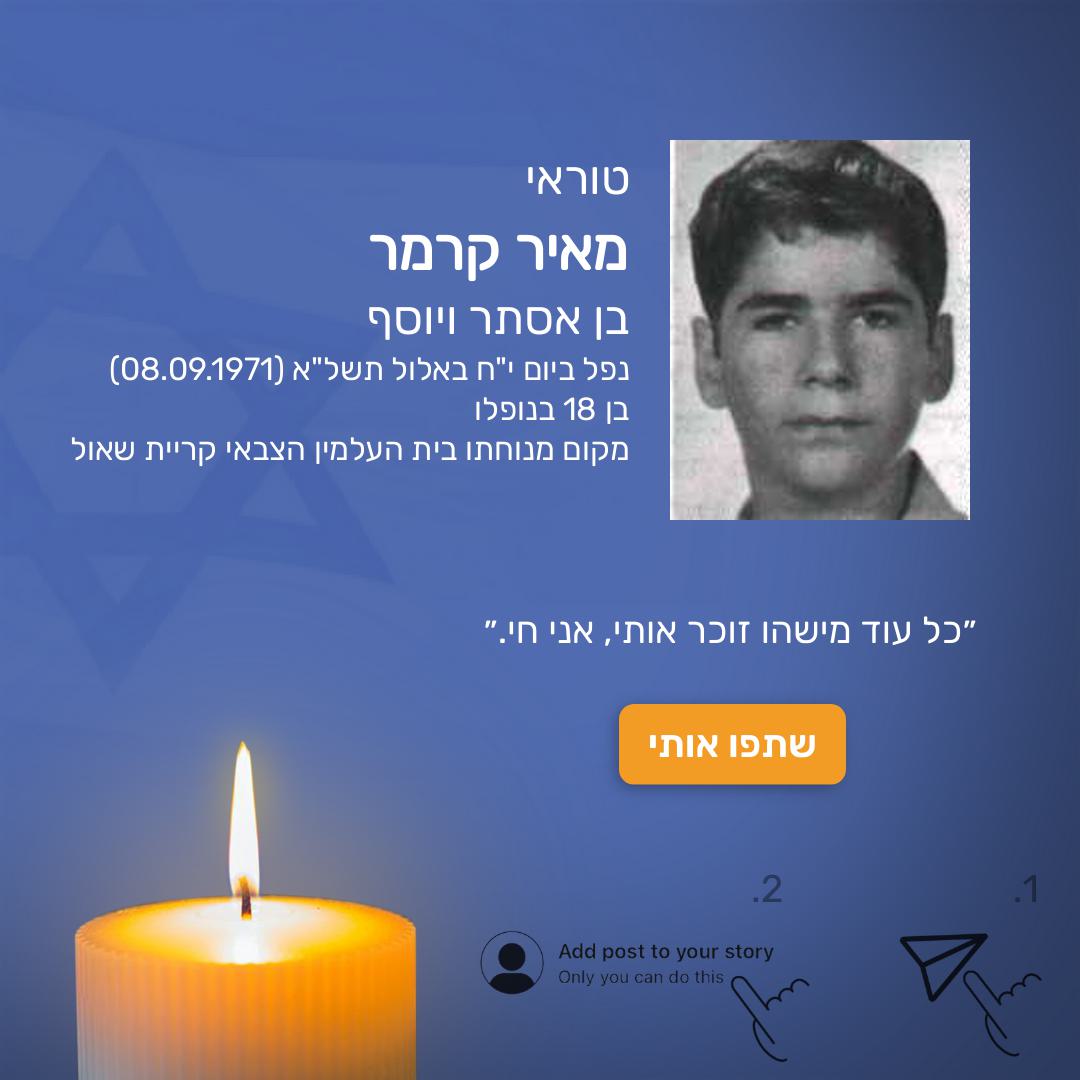 טוראי
מאיר קרמר
בן אסתר ויוסף
נפל ביום י"ח באלול תשל"א (08.09.1971)
בן 18 בנופלו
מקום מנוחתו בית העלמין הצבאי קריית שאול
״כל עוד מישהו זוכר אותי, אני חי.״
שתפו אותי
1.
2.
Add post to your story
Only you can do this